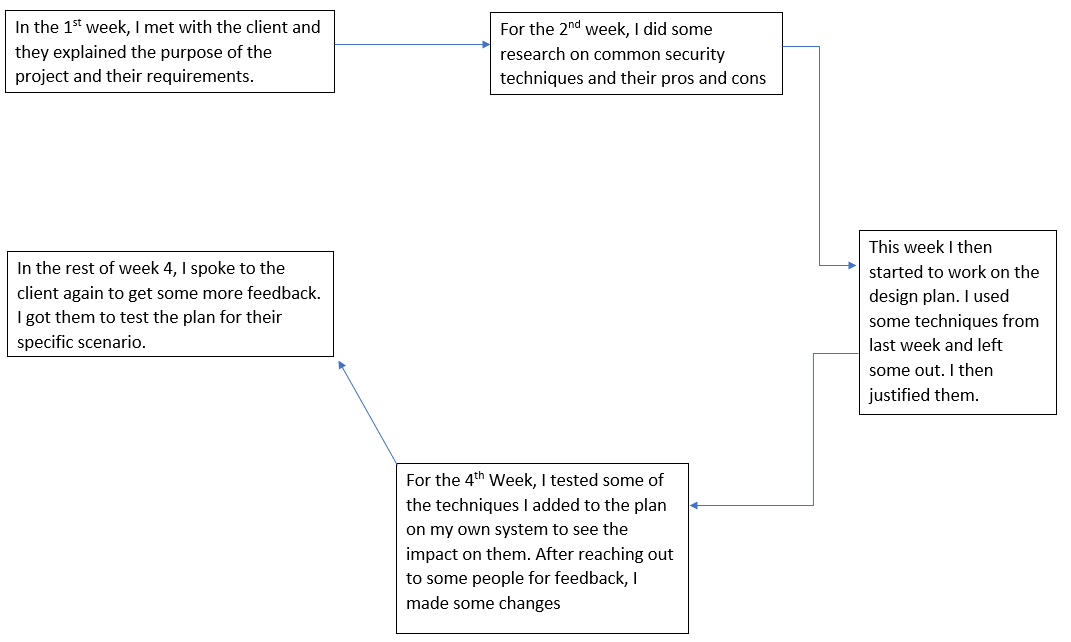 In the 1st week, I met with the client and
they explained the purpose of the
project and their requirements.
For the 2nd week, I did some
research on common security
techniques and their pros and cons
This week I then
started to work on the
design plan. I used
some techniques from
last week and left
some out. I then
justified them.
For the 4th Week, I tested some of
the techniques I added to the plan
on my own system to see the
impact on them. After reaching out
to some people for feedback, I
made some changes
In the rest of week 4, I spoke to the
client again to get some more feedback.
I got them to test the plan for their
specific scenario.